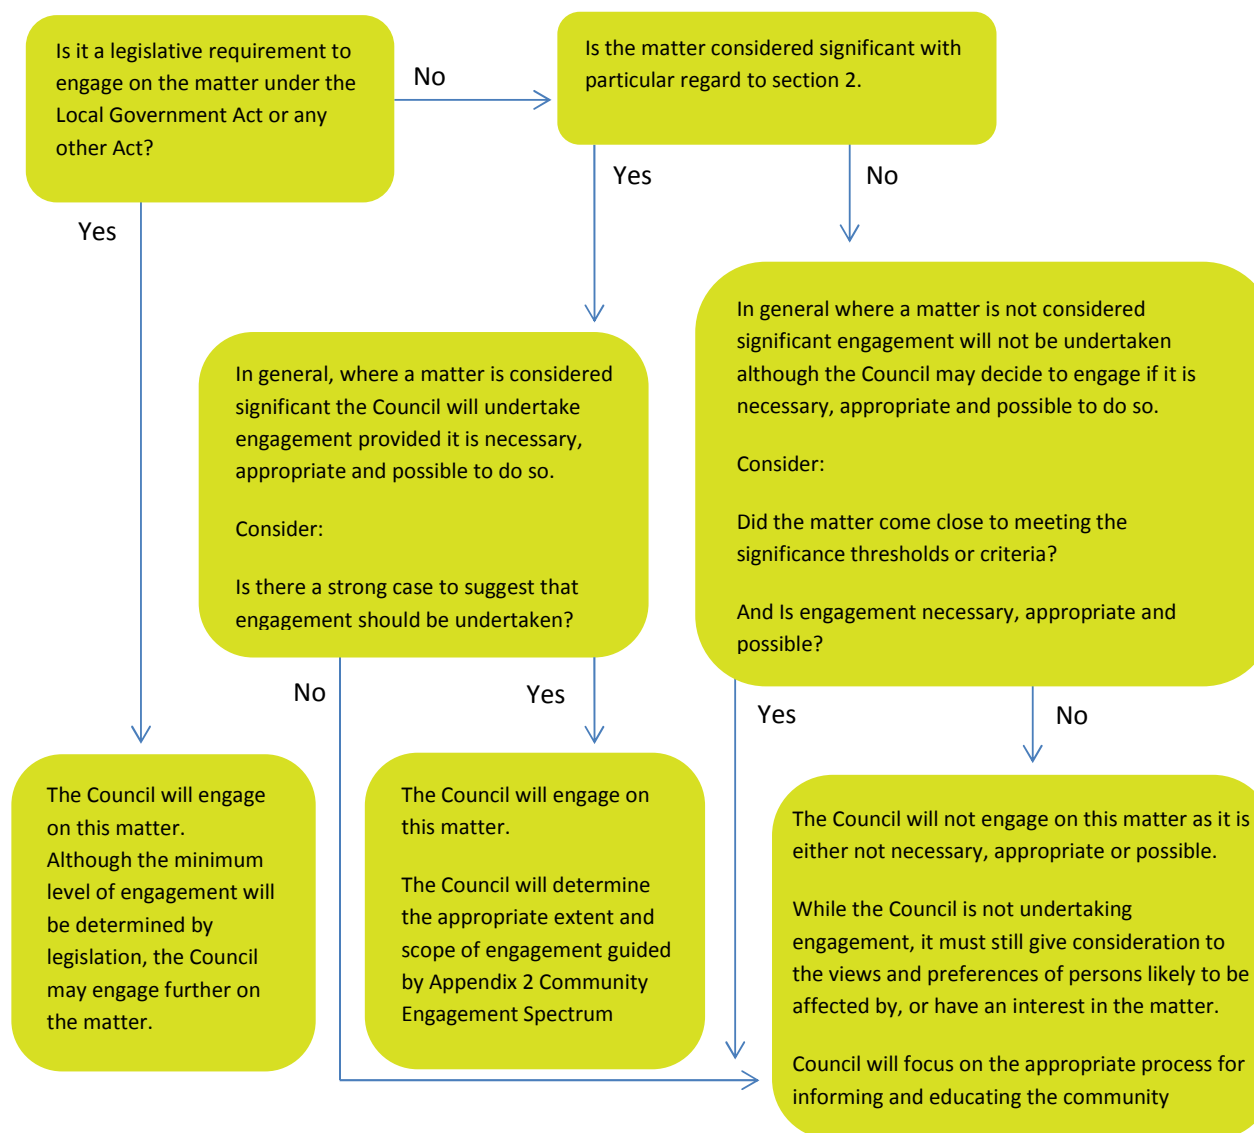 Is it a legislative requirement to
engage on the matter under the
Local Government Act or any
other Act?
No
Is the matter considered significant with
particular regard to section 2.
Yes
Yes
No
In general, where a matter is considered
significant the Council will undertake
engagement provided it is necessary,
appropriate and possible to do so.
Consider:
Is there a strong case to suggest that
engagement should be undertaken?
In general where a matter is not considered
significant engagement will not be undertaken
although the Council may decide to engage if it is
necessary, appropriate and possible to do so.
Consider:
Did the matter come close to meeting the
significance thresholds or criteria?
And Is engagement necessary, appropriate and
possible?
No
Yes
Yes
No
The Council will engage
on this matter.
Although the minimum
level of engagement will
be determined by
legislation, the Council
may engage further on
the matter.
The Council will engage on
this matter.
The Council will determine
the appropriate extent and
scope of engagement guided
by Appendix 2 Community
Engagement Spectrum
The Council will not engage on this matter as it is
either not necessary, appropriate or possible.
While the Council is not undertaking
engagement, it must still give consideration to
the views and preferences of persons likely to be
affected by, or have an interest in the matter.
Council will focus on the appropriate process for
informing and educating the community